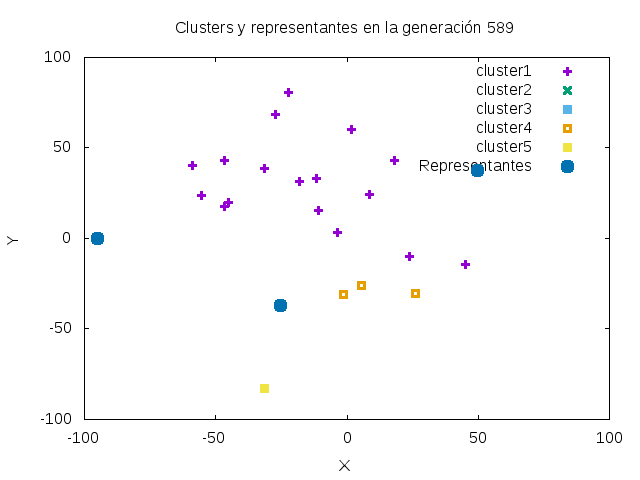 Clusters y representantes en la generación 589
100
50
0
-50
-100
-100
-50
0
50
100
X
Y
cluster1
cluster2
cluster3
cluster4
cluster5
Representantes